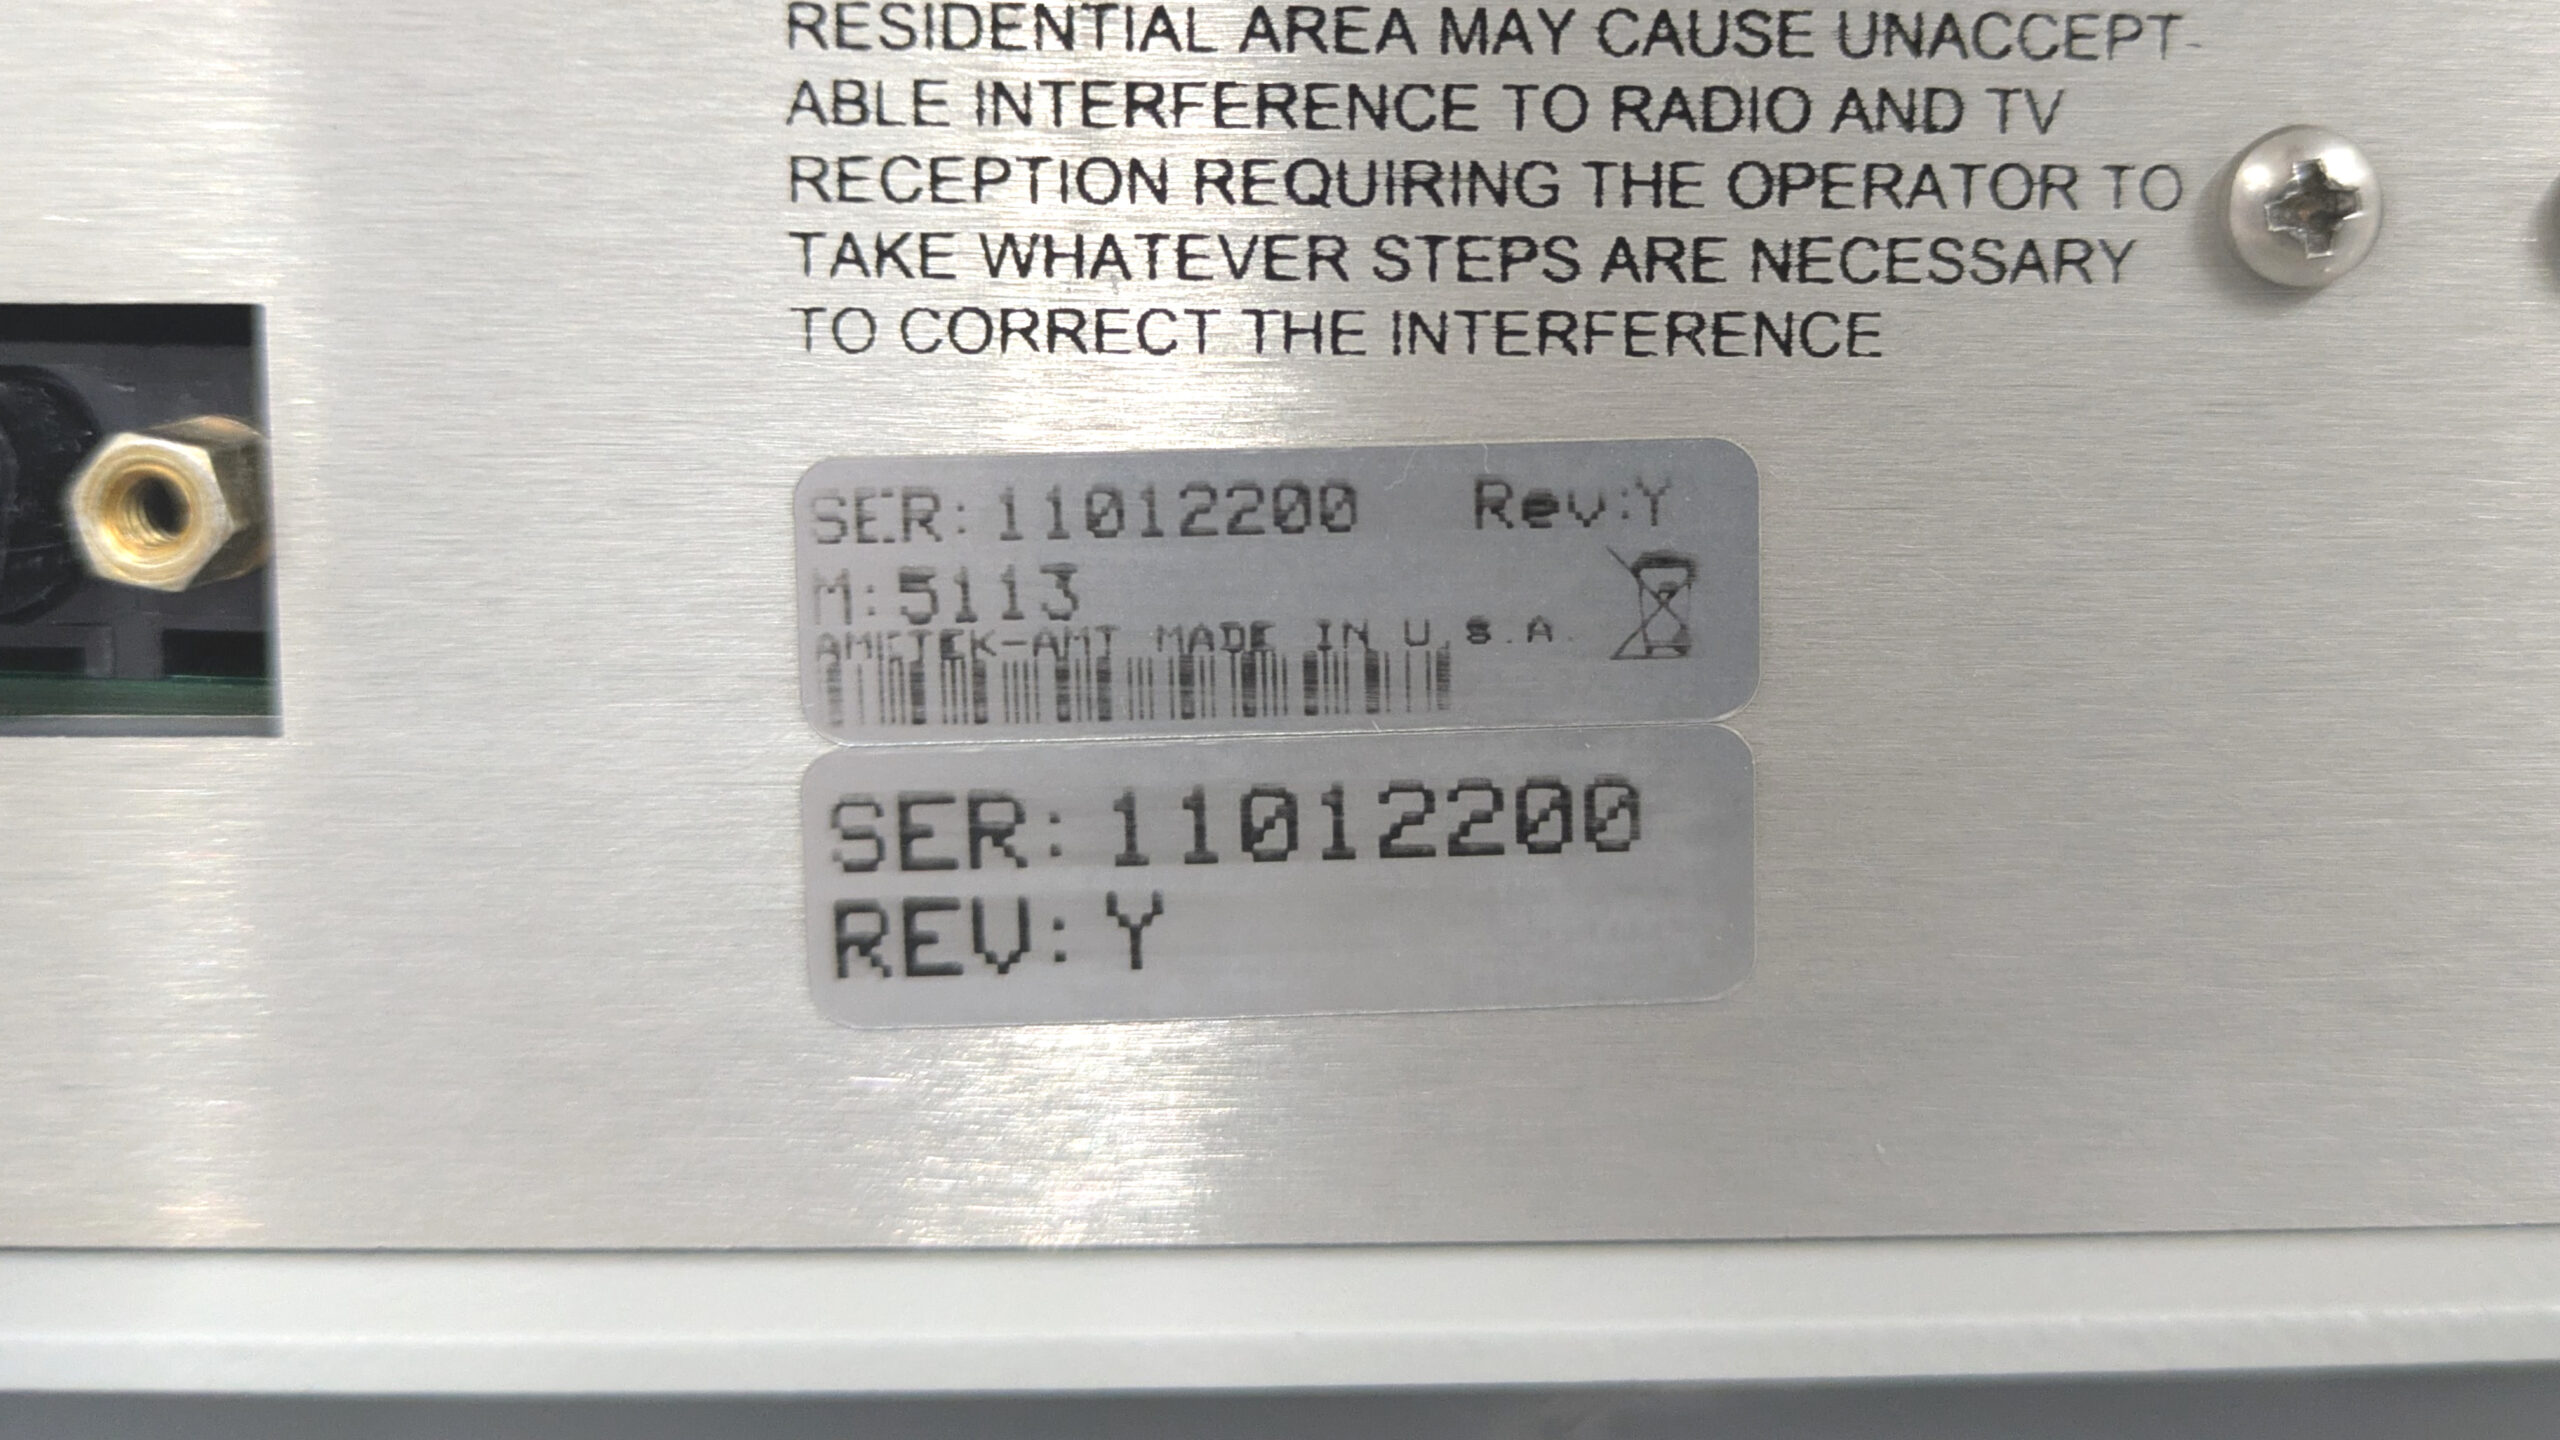 RESIDENTIAL AREA MAY CAUSE UNACCEPT-
ABLE INTERFERENCE TO RADIO AND TV
RECEPTION REQUIRING THE OPERATOR TO
TAKE WHATEVER STEPS ARE NECESSARY
TO CORRECT THE INTERFERENCE
SER: 11012200 Rev:Y
M: 5113
AMETEK-AMT MADE IN U.S.A.
SER: 11012200
REV: Y